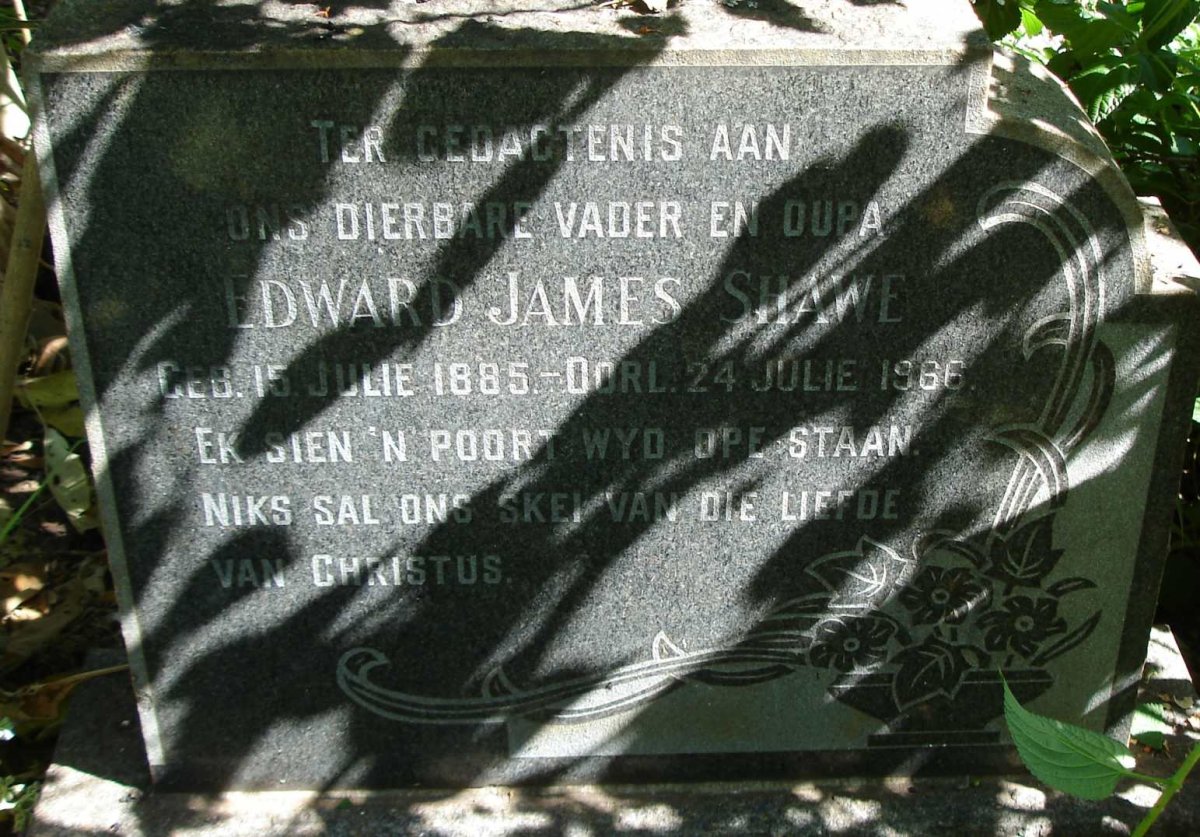 TER GEDAGTENIS AAN
ONS DIERBARE VADER EN OUPA
EDWARD JAMES SHAWE
GEB. 15. JULIE 1885.-OORL. 24 JULIE 1966.
EK SIEN 'N POORT WYD OPE STAAN.
NIKS SAL ONS SKEI VAN DIE LIEFDE
VAN CHRISTUS.